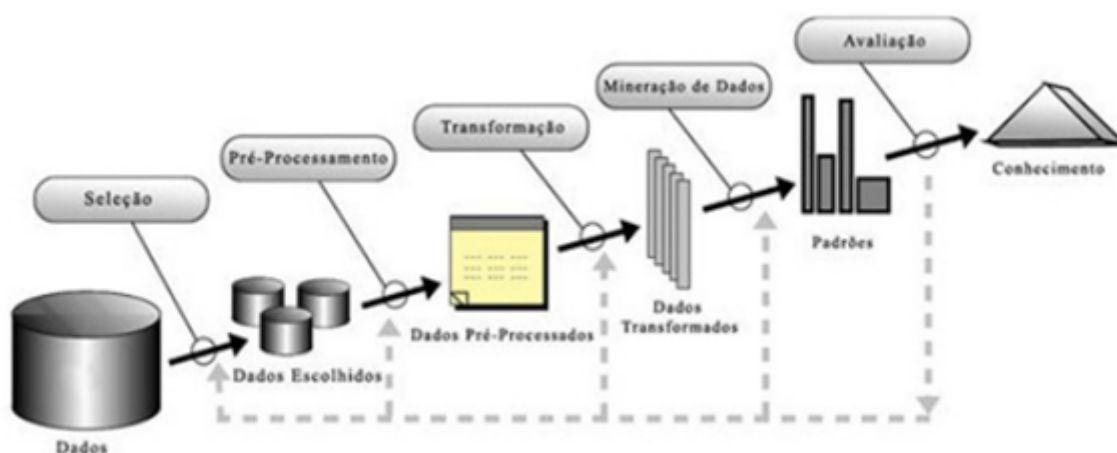 Avaliação
Mineração de Dados
Transformação
Pré-Processamento
Seleção
Conhecimento
Padrões
Dados
Transformados
Dados Pré-Processados
Dados Escolhidos
Dados